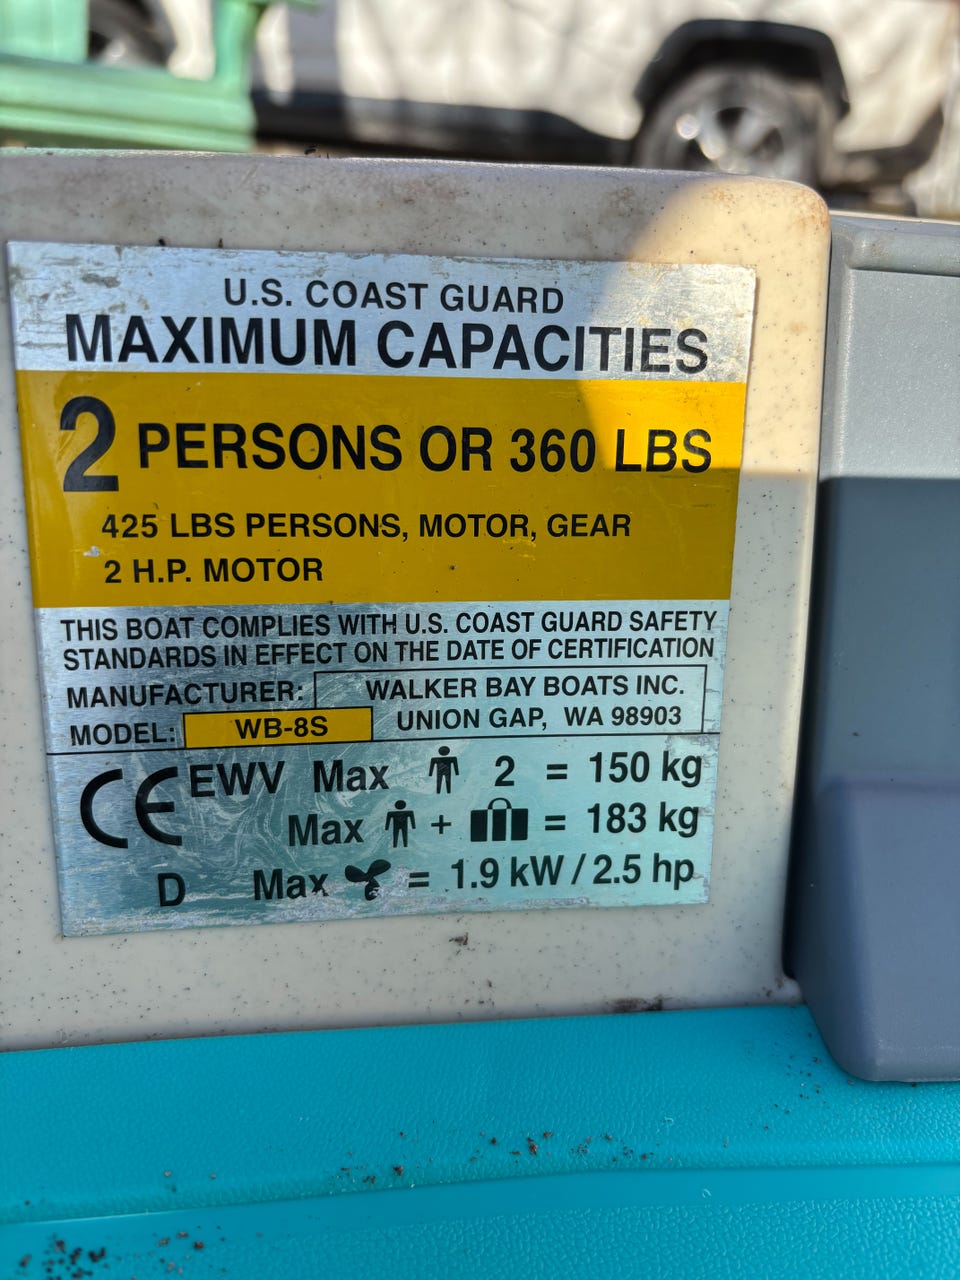 U.S. COAST GUARD
MAXIMUM CAPACITIES
2 PERSONS OR 360 LBS
425 LBS PERSONS, MOTOR, GEAR
2 H.P. MOTOR
THIS BOAT COMPLIES WITH U.S. COAST GUARD SAFETY
STANDARDS IN EFFECT ON THE DATE OF CERTIFICATION
MANUFACTURER: WALKER BAY BOATS INC.
MODEL: WB-8S UNION GAP, WA 98903
CE EWV Max 2 = 150 kg
Max + = 183 kg
D Max = 1.9 kW / 2.5 hp